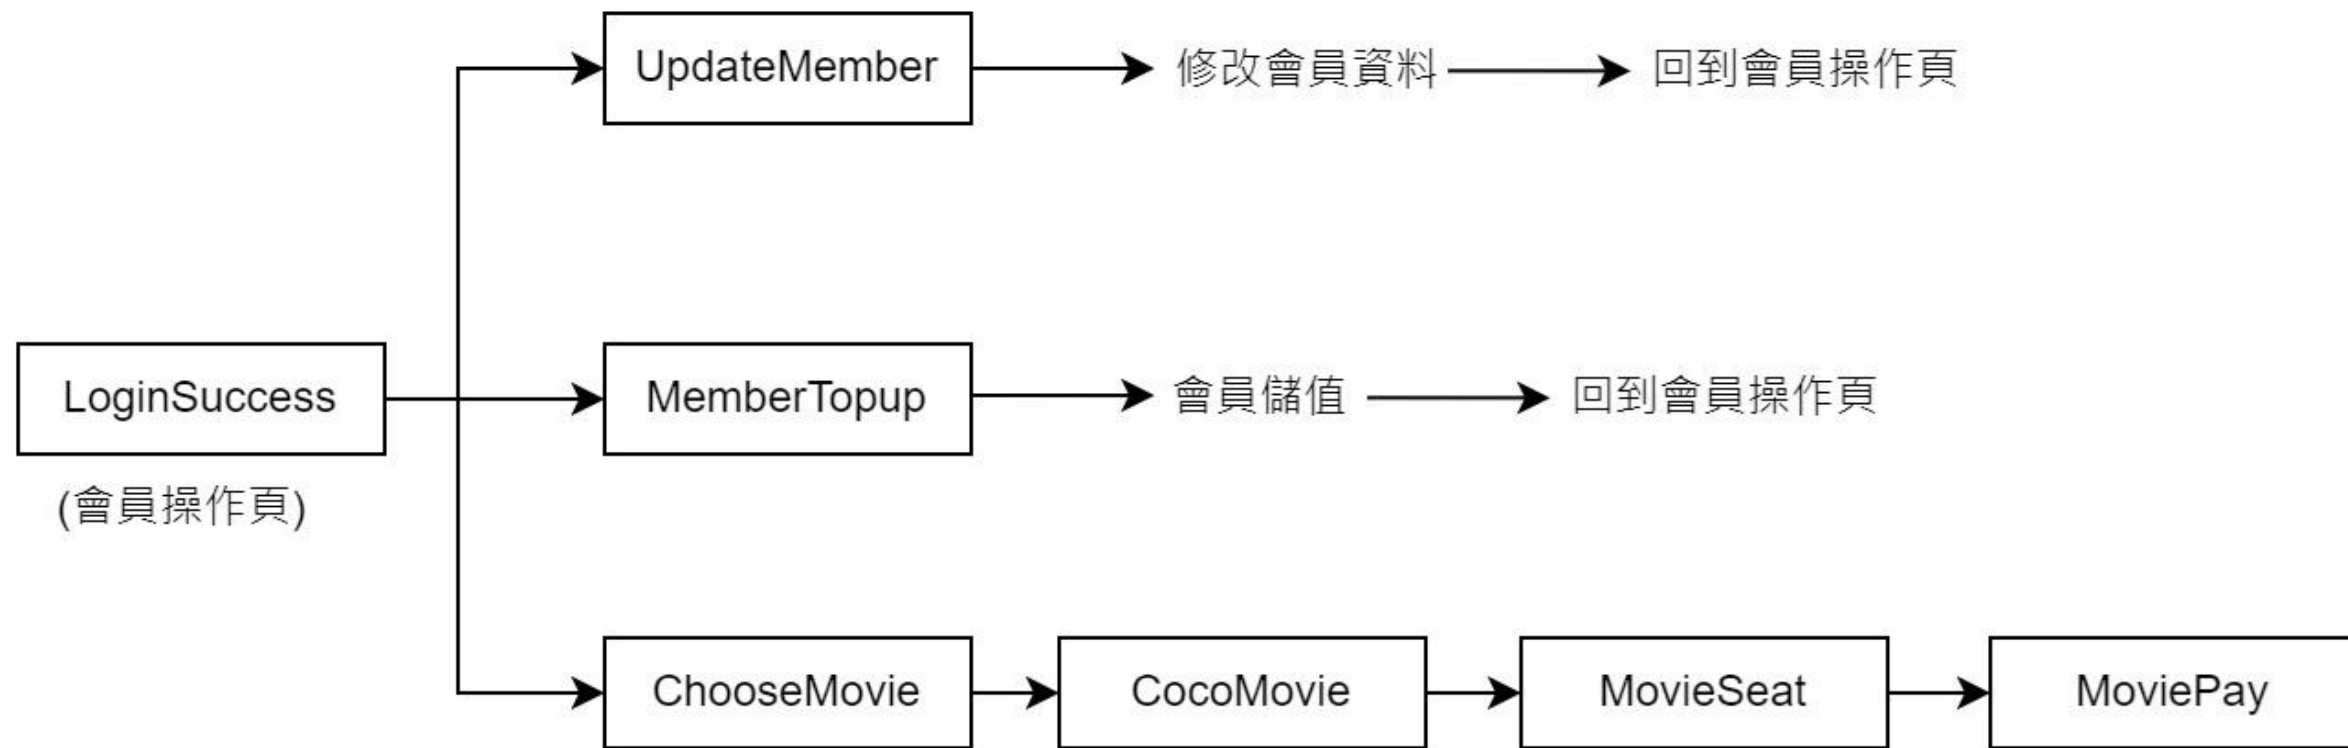 UpdateMember
修改會員資料
回到會員操作頁
LoginSuccess
(會員操作頁)
MemberTopup
會員儲值
回到會員操作頁
ChooseMovie
CocoMovie
MovieSeat
MoviePay